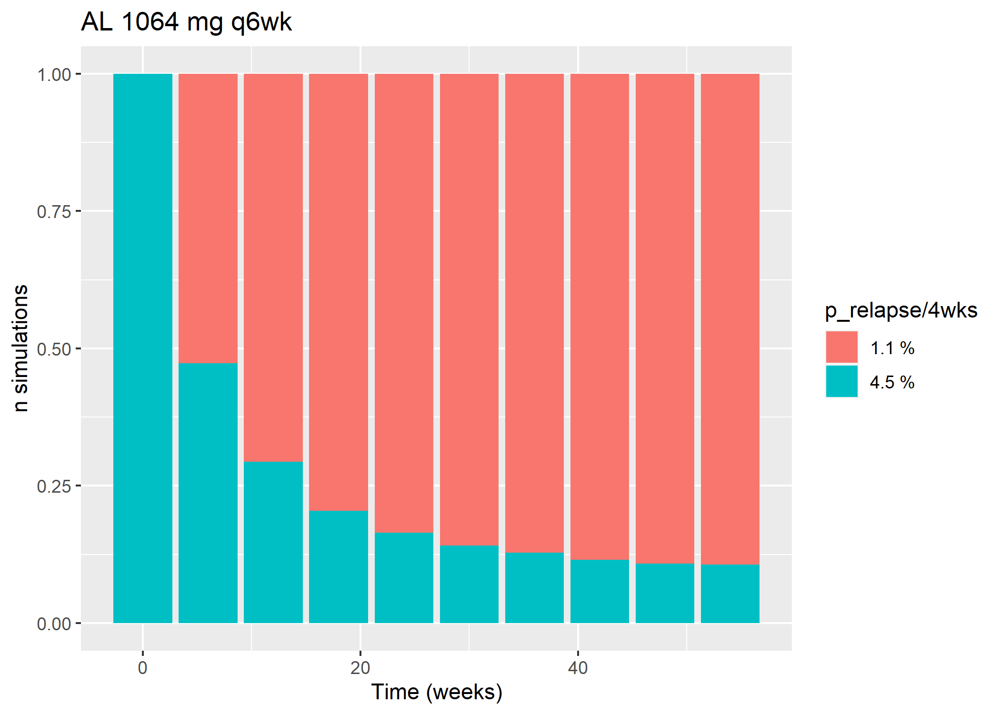 AL 1064 mg q6wk
1.00
0.75
0.50
0.25
0.00
n simulations
0
20
40
Time (weeks)
p_relapse/4wks
1.1 %
4.5 %